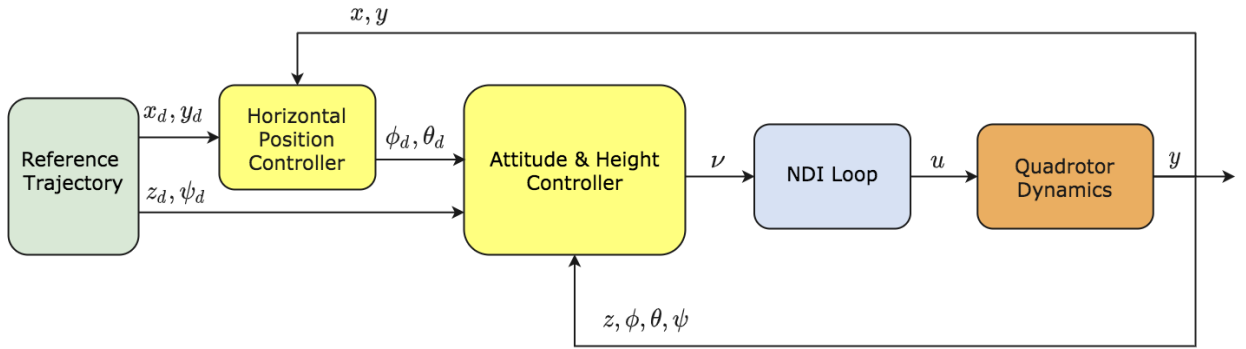 x, y
Reference
Trajectory
x_d, y_d
z_d, ψ_d
Horizontal
Position
Controller
ϕ_d, θ_d
Attitude & Height
Controller
ν
NDI Loop
u
Quadrotor
Dynamics
y
z, ϕ, θ, ψ